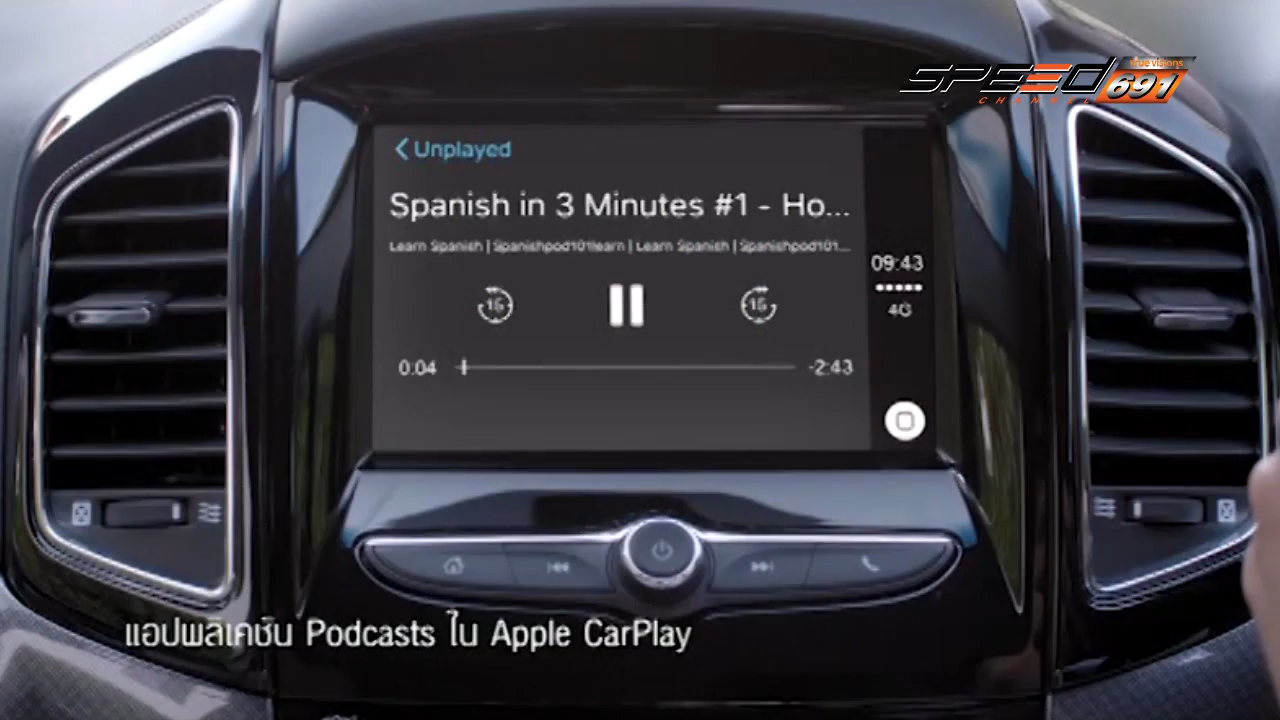 SPEED
CHANNEL
true visions
691
Unplayed
Spanish in 3 Minutes #1 - Ho...
Learn Spanish | Spanishpod101learn | Learn Spanish | Spanishpod101...
09:43
4G
15
15
0:04
-2:43
แอปพลิเคชัน Podcasts ใน Apple CarPlay